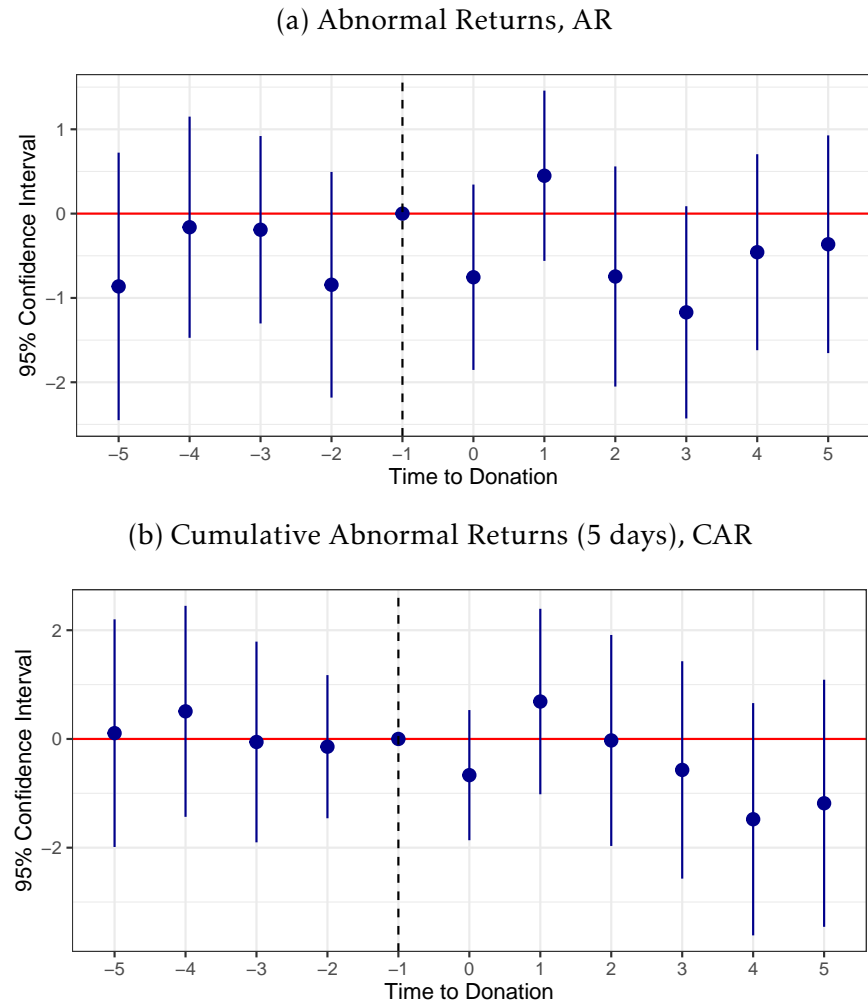 (a) Abnormal Returns, AR
95% Confidence Interval
1
0
−1
−2
−5 −4 −3 −2 −1 0 1 2 3 4 5
Time to Donation
(b) Cumulative Abnormal Returns (5 days), CAR
95% Confidence Interval
2
0
−2
−5 −4 −3 −2 −1 0 1 2 3 4 5
Time to Donation